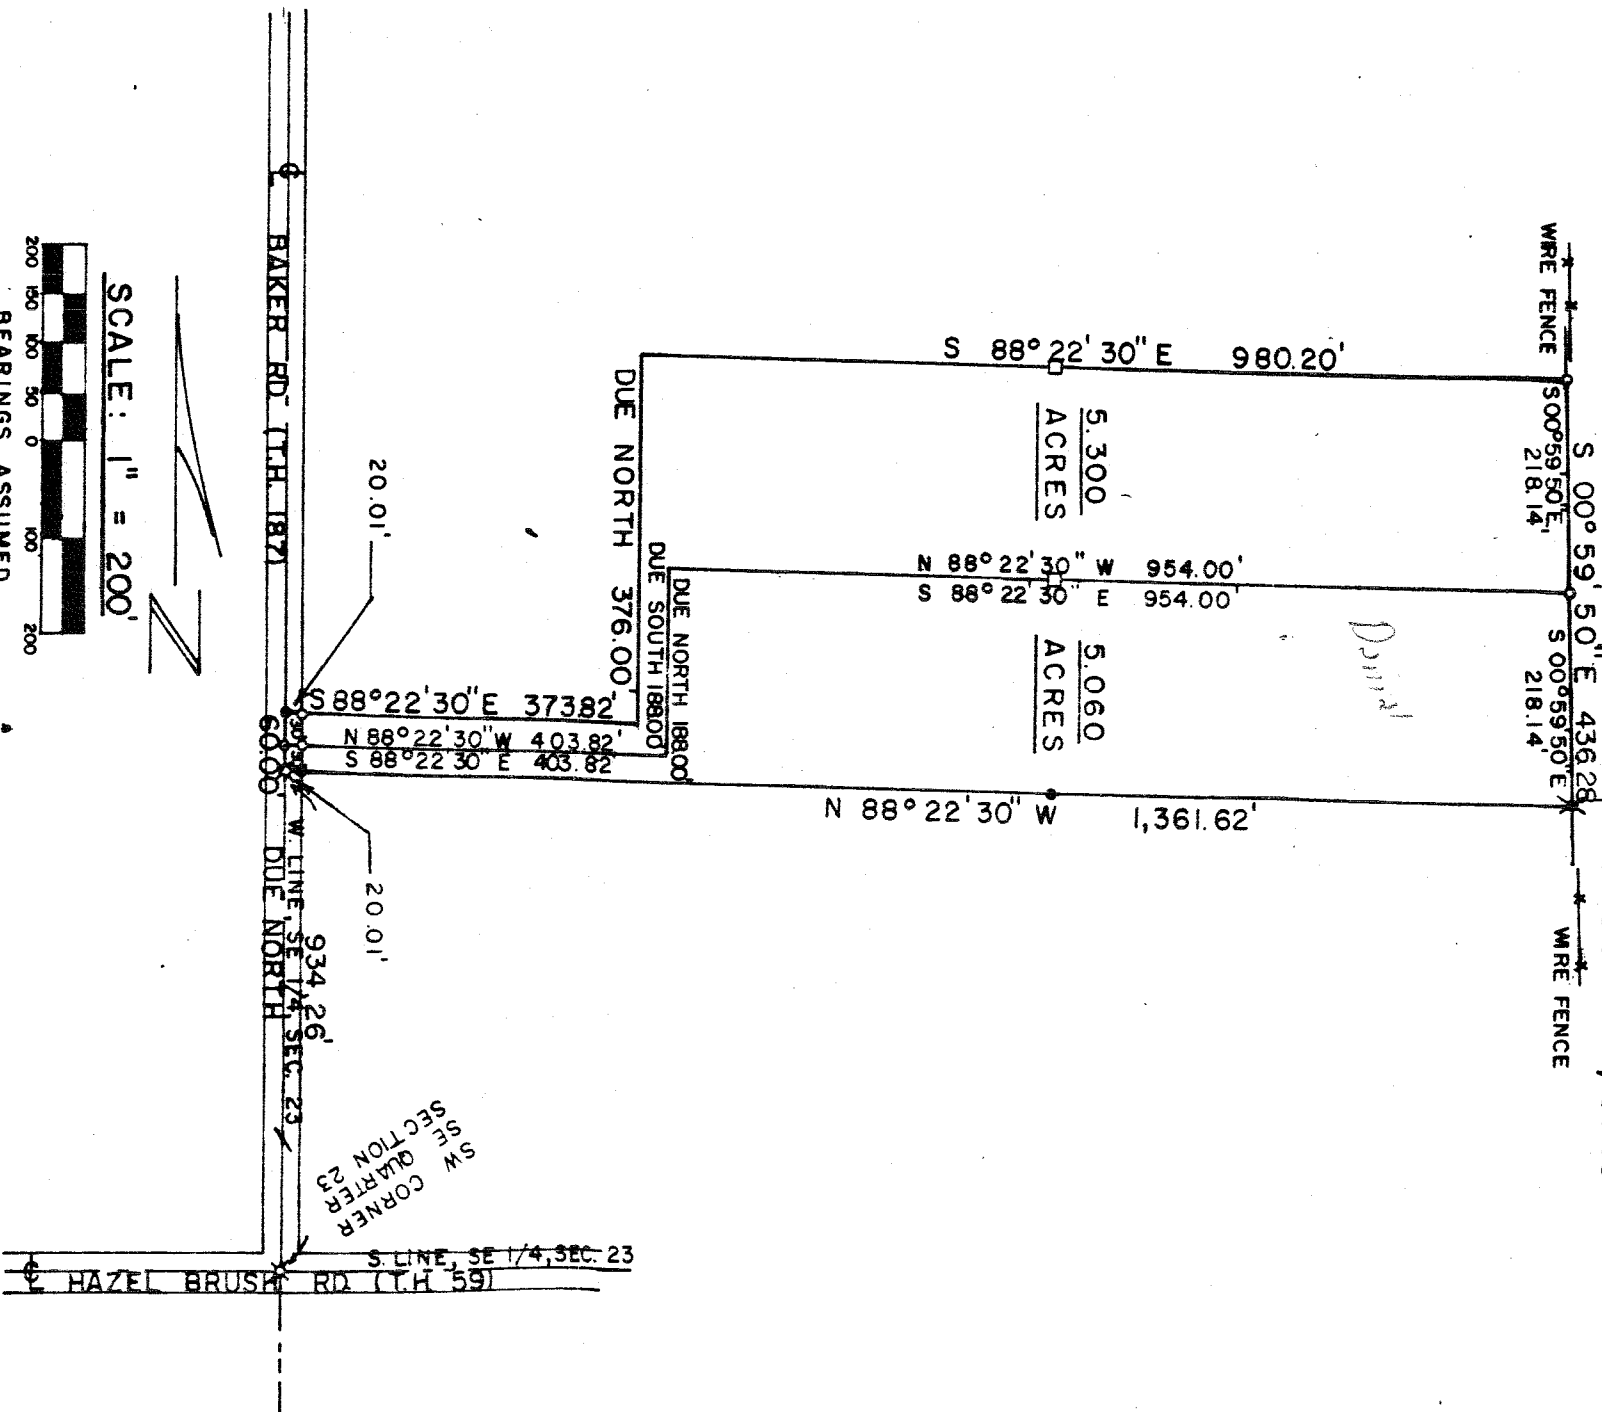 WIRE FENCE
S 88° 22' 30" E 980.20'
S 00° 59' 50" E
218.14'
S 00° 59' 50" E 436.28'
5.300
ACRES
DUE NORTH 376.00'
N 88° 22' 30" W 954.00'
S 88° 22' 30" E 954.00'
DUE SOUTH 188.00'
DUE NORTH 188.00'
5.060
ACRES
S 00° 59' 50" E
218.14'
S 88° 22' 30" E 373.82'
N 88° 22' 30" W 403.82'
S 88° 22' 30" E 403.82'
N 88° 22' 30" W 1,361.62'
WIRE FENCE
20.01'
20.01'
30'
60.00'
℄ BAKER RD (T.H. 187)
SCALE: 1" = 200'
200 150 100 50 0 100 200
BEARINGS ASSUMED
N
W. LINE, SE 1/4, SEC. 23
934.26'
DUE NORTH
SW CORNER
SE QUARTER
SECTION 23
S. LINE, SE 1/4, SEC. 23
℄ HAZEL BRUSH RD. (T.H. 59)